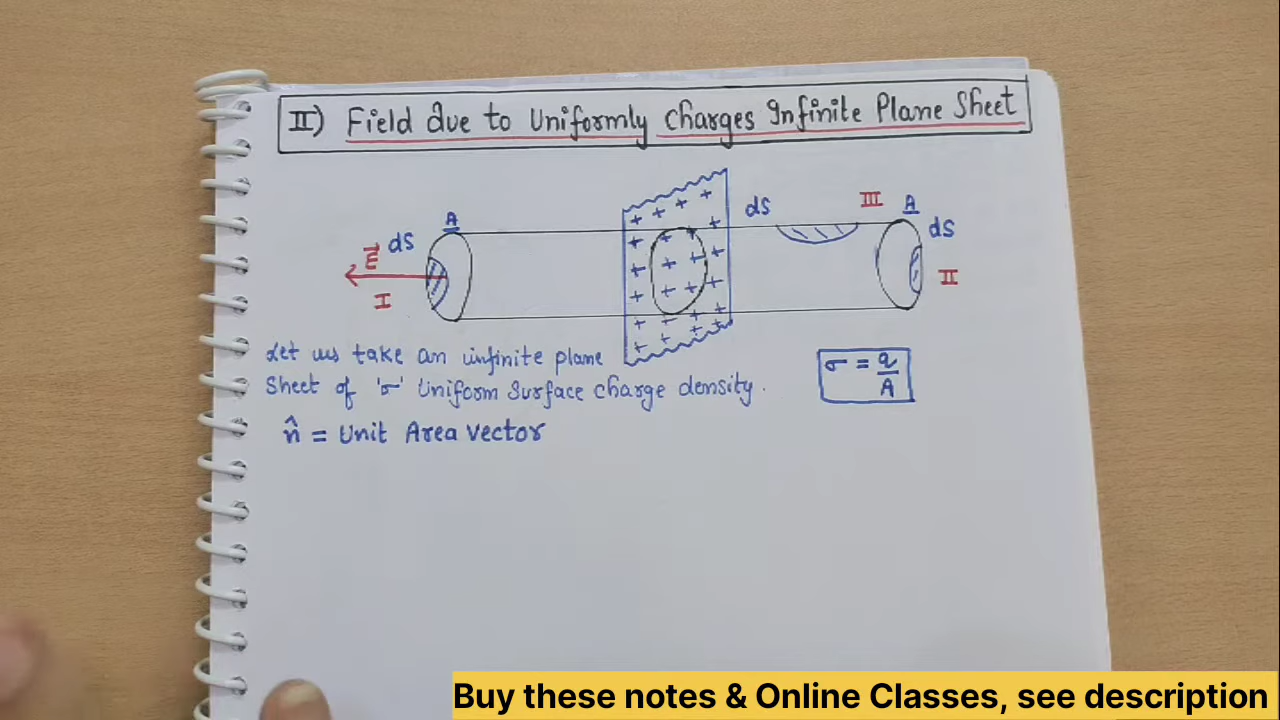 II) Field due to Uniformly charges Infinite Plane Sheet
A
dS
E⃗
I
+ + + + + + + + + + + + + + + + + + + + + +
dS
III
A
dS
II
Let us take an infinite plane
Sheet of 'σ' Uniform Surface charge density.
σ = q/A
n̂ = Unit Area vector
Buy these notes & Online Classes, see description